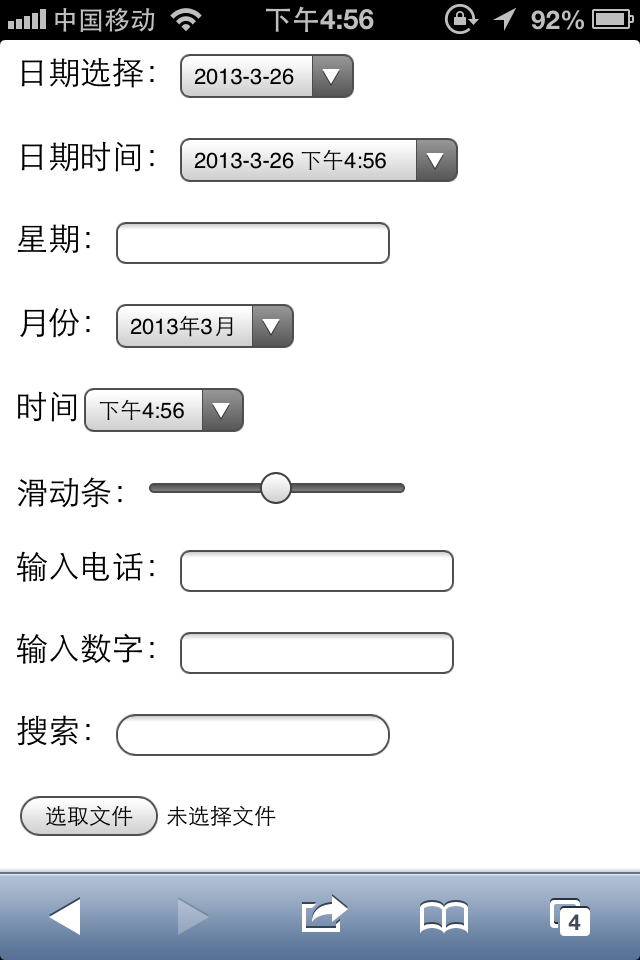 中国移动 下午4:56 92%
日期选择： 2013-3-26
日期时间： 2013-3-26 下午4:56
星期：
月份： 2013年3月
时间 下午4:56
滑动条：
输入电话：
输入数字：
搜索：
选取文件 未选择文件
4